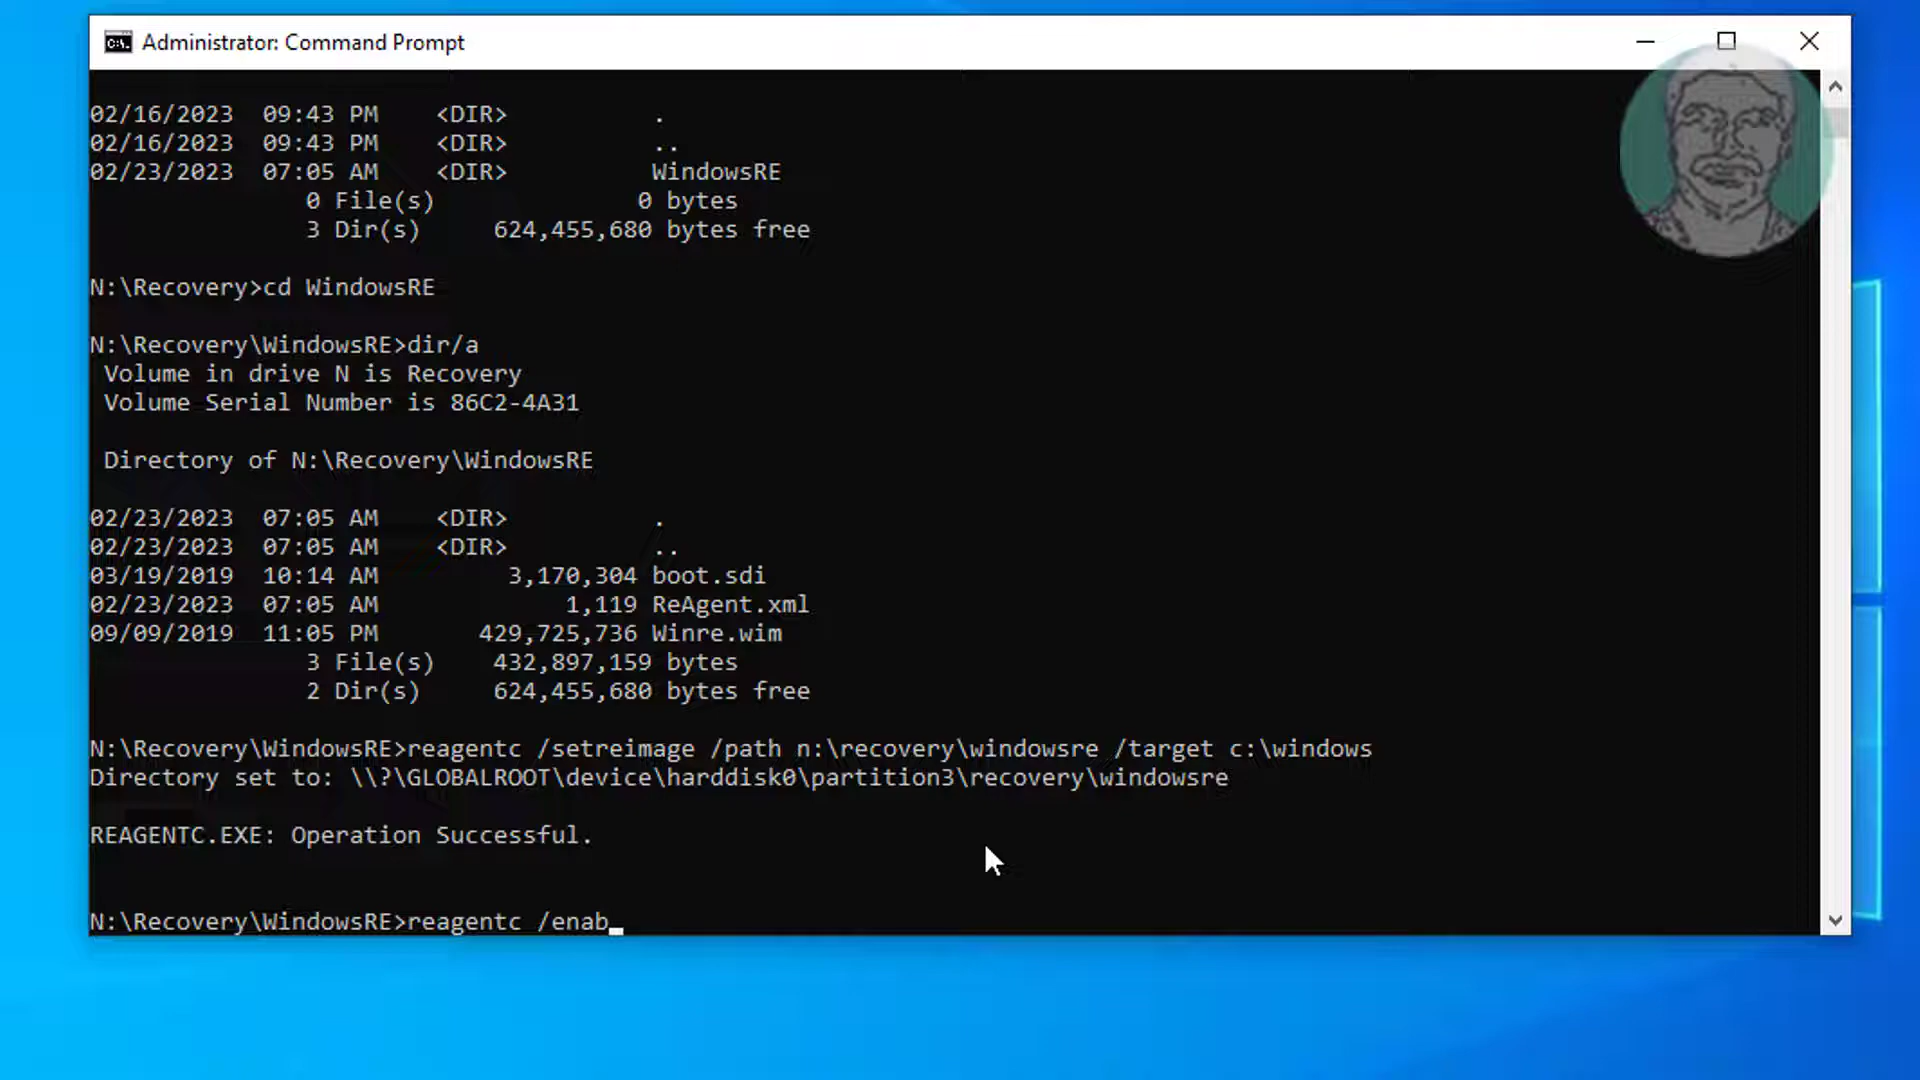 Administrator: Command Prompt
02/16/2023  09:43 PM    <DIR>          .
02/16/2023  09:43 PM    <DIR>          ..
02/23/2023  07:05 AM    <DIR>          WindowsRE
               0 File(s)              0 bytes
               3 Dir(s)     624,455,680 bytes free
N:\Recovery>cd WindowsRE
N:\Recovery\WindowsRE>dir/a
 Volume in drive N is Recovery
 Volume Serial Number is 86C2-4A31
 Directory of N:\Recovery\WindowsRE
02/23/2023  07:05 AM    <DIR>          .
02/23/2023  07:05 AM    <DIR>          ..
03/19/2019  10:14 AM         3,170,304 boot.sdi
02/23/2023  07:05 AM             1,119 ReAgent.xml
09/09/2019  11:05 PM       429,725,736 Winre.wim
               3 File(s)    432,897,159 bytes
               2 Dir(s)     624,455,680 bytes free
N:\Recovery\WindowsRE>reagentc /setreimage /path n:\recovery\windowsre /target c:\windows
Directory set to: \\?\GLOBALROOT\device\harddisk0\partition3\recovery\windowsre
REAGENTC.EXE: Operation Successful.
N:\Recovery\WindowsRE>reagentc /enab